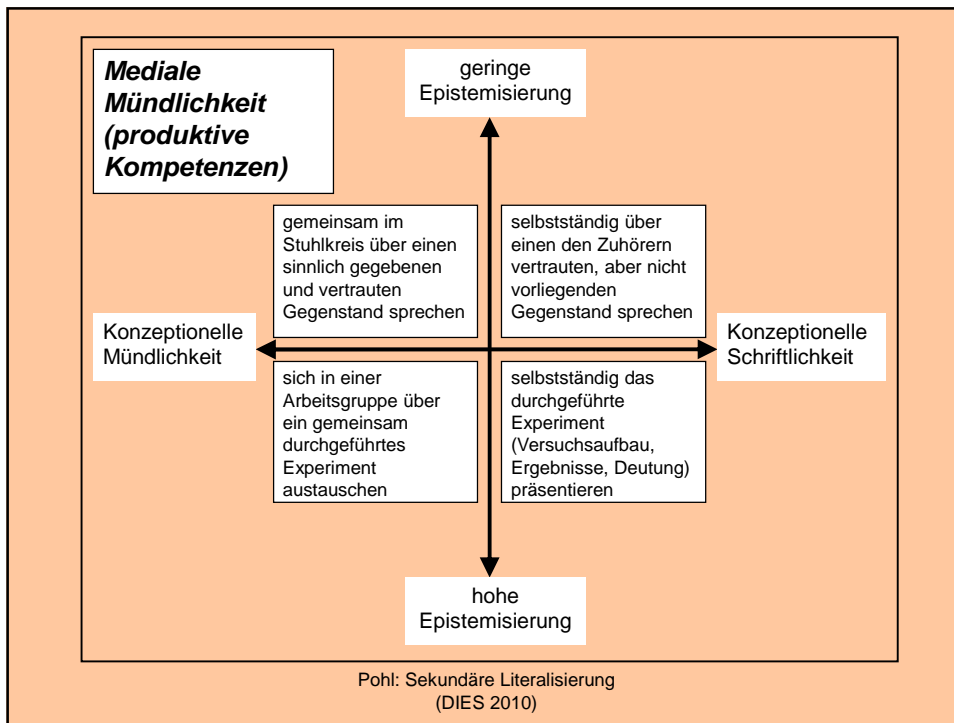 Mediale
Mündlichkeit
(produktive
Kompetenzen)
geringe
Epistemisierung
gemeinsam im
Stuhlkreis über einen
sinnlich gegebenen
und vertrauten
Gegenstand sprechen
selbstständig über
einen den Zuhörern
vertrauten, aber nicht
vorliegenden
Gegenstand sprechen
Konzeptionelle
Mündlichkeit
Konzeptionelle
Schriftlichkeit
sich in einer
Arbeitsgruppe über
ein gemeinsam
durchgeführtes
Experiment
austauschen
selbstständig das
durchgeführte
Experiment
(Versuchsaufbau,
Ergebnisse, Deutung)
präsentieren
hohe
Epistemisierung
Pohl: Sekundäre Literalisierung
(DIES 2010)